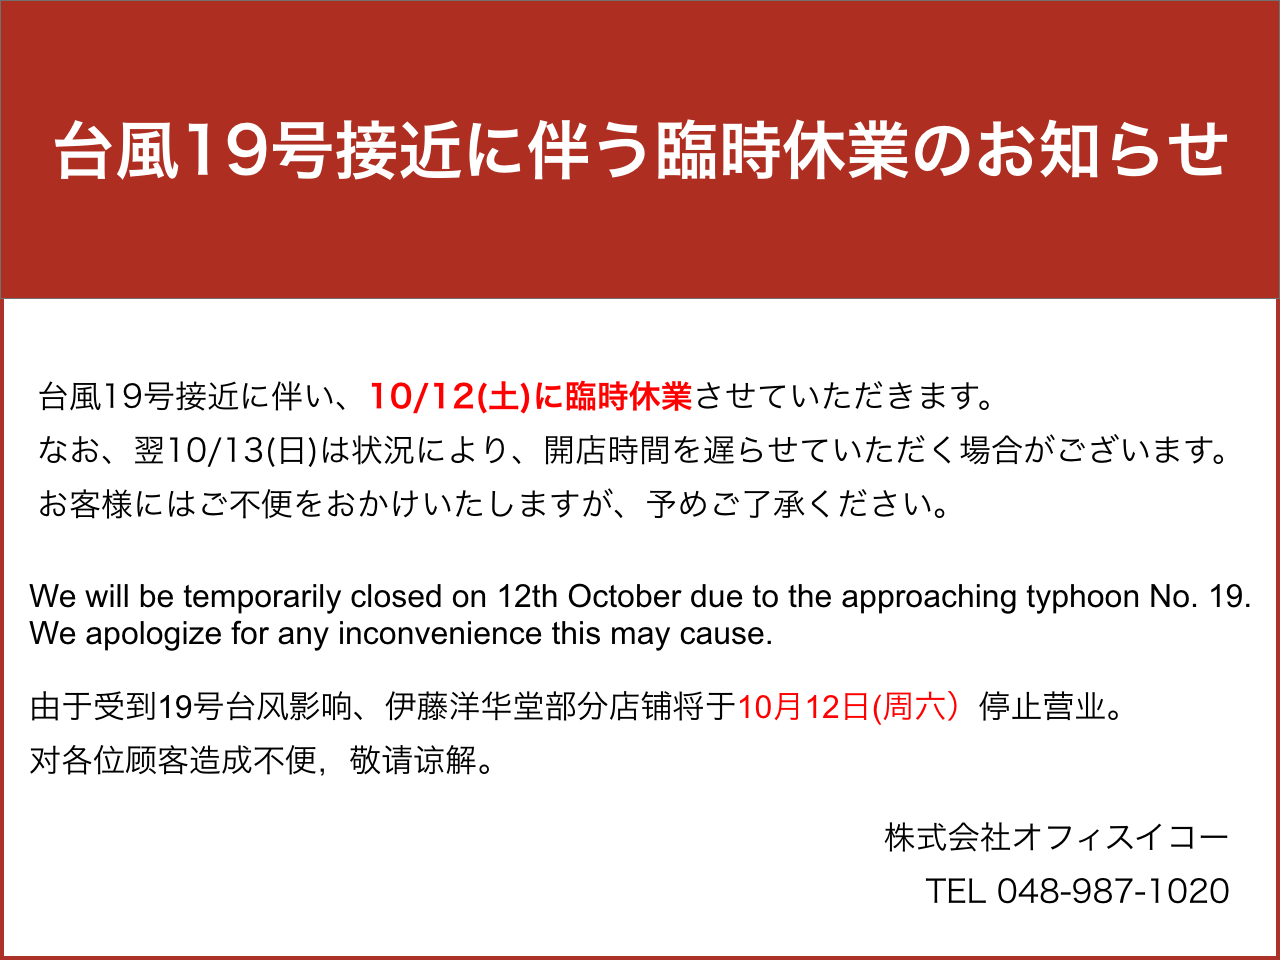 台風19号接近に伴う臨時休業のお知らせ
台風19号接近に伴い、10/12(土)に臨時休業させていただきます。
なお、翌10/13(日)は状況により、開店時間を遅らせていただく場合がございます。
お客様にはご不便をおかけいたしますが、予めご了承ください。
We will be temporarily closed on 12th October due to the approaching typhoon No. 19.
We apologize for any inconvenience this may cause.
由于受到19号台风影响、伊藤洋华堂部分店铺将于10月12日(周六）停止营业。
对各位顾客造成不便，敬请谅解。
株式会社オフィスイコー
TEL 048-987-1020